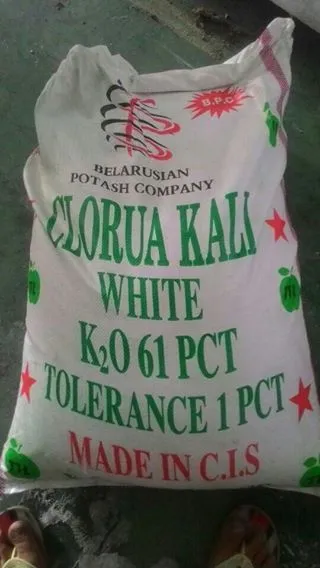 B.P.C
BELARUSIAN
POTASH COMPANY
CLORUA KALI
WHITE
K₂O 61 PCT
TOLERANCE 1 PCT
MADE IN C.I.S